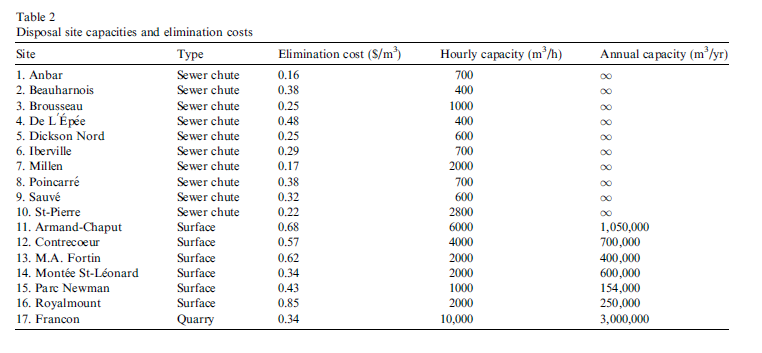 Table 2
Disposal site capacities and elimination costs
Site Type Elimination cost ($/m³) Hourly capacity (m³/h) Annual capacity (m³/yr)
1. Anbar Sewer chute 0.16 700 ∞
2. Beauharnois Sewer chute 0.38 400 ∞
3. Brousseau Sewer chute 0.25 1000 ∞
4. De L'Épée Sewer chute 0.48 400 ∞
5. Dickson Nord Sewer chute 0.25 600 ∞
6. Iberville Sewer chute 0.29 700 ∞
7. Millen Sewer chute 0.17 2000 ∞
8. Poincarré Sewer chute 0.38 700 ∞
9. Sauvé Sewer chute 0.32 600 ∞
10. St-Pierre Sewer chute 0.22 2800 ∞
11. Armand-Chaput Surface 0.68 6000 1,050,000
12. Contrecoeur Surface 0.57 4000 700,000
13. M.A. Fortin Surface 0.62 2000 400,000
14. Montée St-Léonard Surface 0.34 2000 600,000
15. Parc Newman Surface 0.43 1000 154,000
16. Royalmount Surface 0.85 2000 250,000
17. Francon Quarry 0.34 10,000 3,000,000